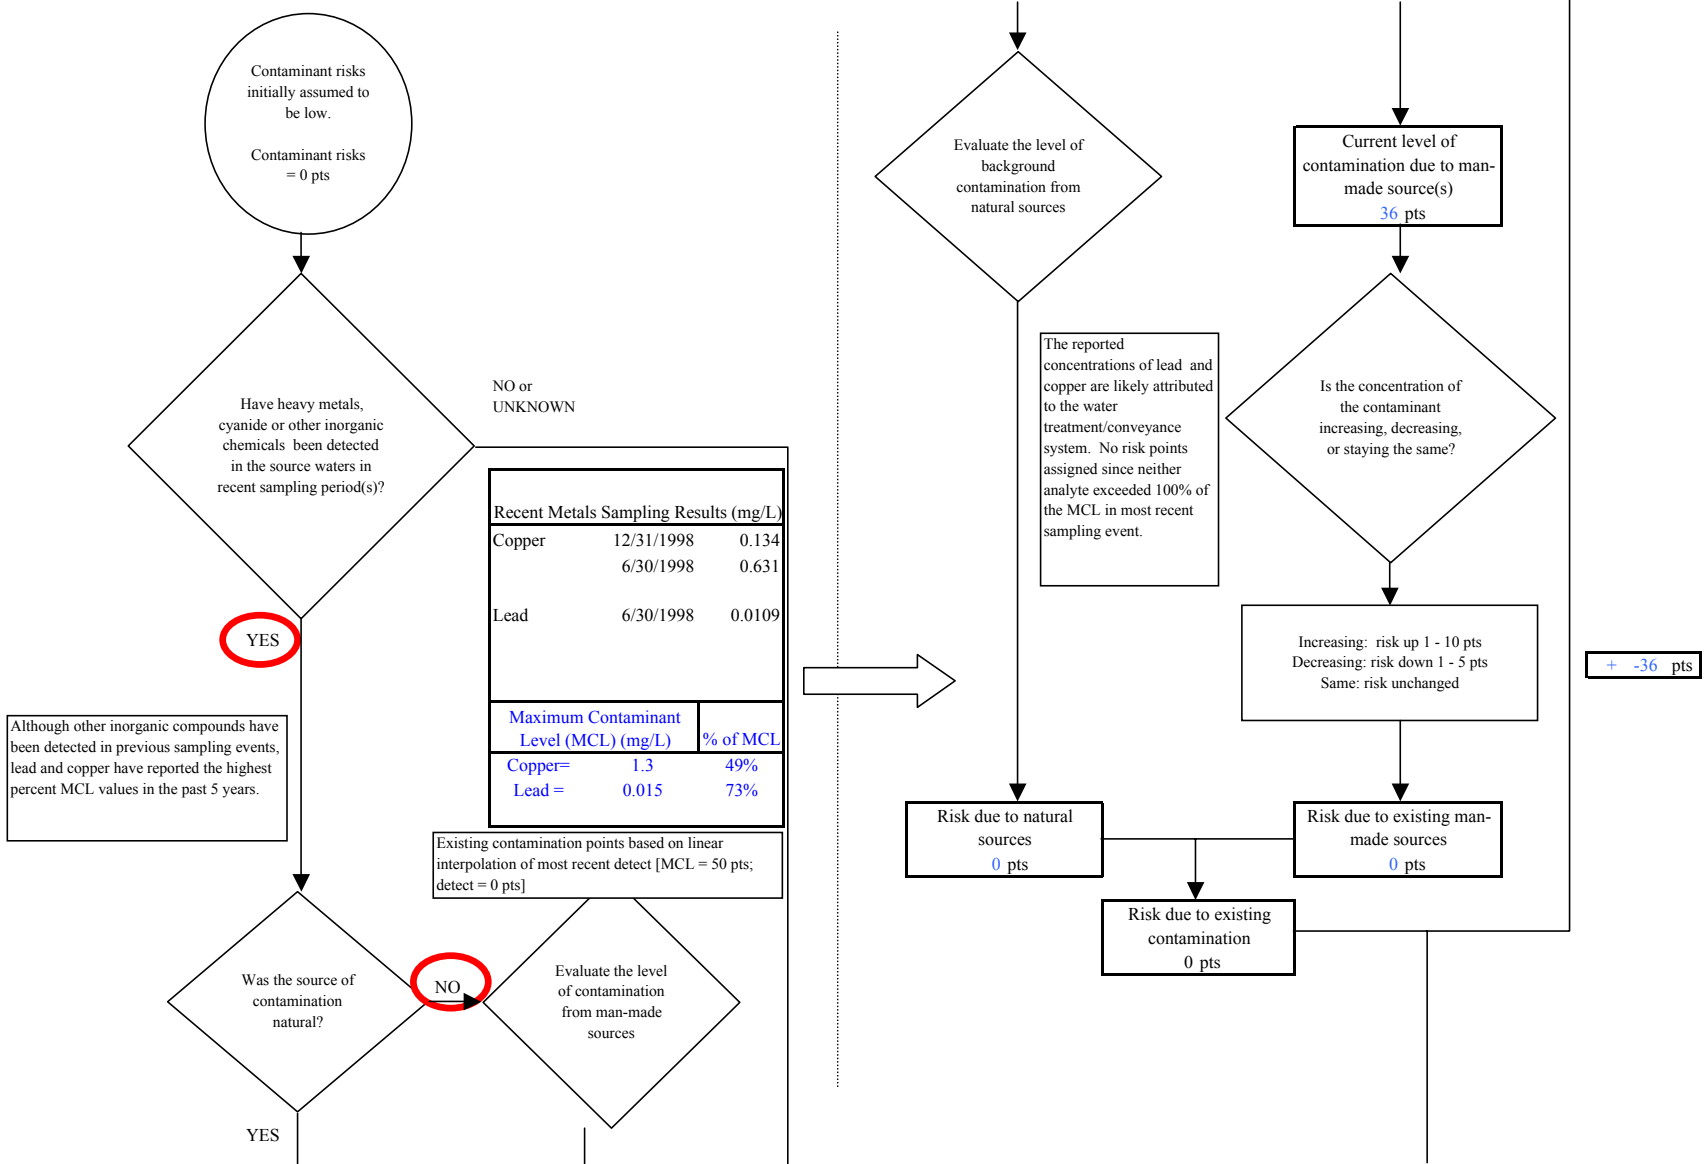 Contaminant risks
initially assumed to
be low.
Contaminant risks
= 0 pts
Have heavy metals,
cyanide or other inorganic
chemicals been detected
in the source waters in
recent sampling period(s)?
NO or
UNKNOWN
YES
Recent Metals Sampling Results (mg/L)
Copper 12/31/1998 0.134
6/30/1998 0.631
Lead 6/30/1998 0.0109
Maximum Contaminant
Level (MCL) (mg/L) % of MCL
Copper= 1.3 49%
Lead = 0.015 73%
Although other inorganic compounds have
been detected in previous sampling events,
lead and copper have reported the highest
percent MCL values in the past 5 years.
Existing contamination points based on linear
interpolation of most recent detect [MCL = 50 pts;
detect = 0 pts]
Was the source of
contamination
natural?
NO
Evaluate the level
of contamination
from man-made
sources
YES
Evaluate the level of
background
contamination from
natural sources
Current level of
contamination due to man-
made source(s)
36 pts
The reported
concentrations of lead and
copper are likely attributed
to the water
treatment/conveyance
system. No risk points
assigned since neither
analyte exceeded 100% of
the MCL in most recent
sampling event.
Is the concentration of
the contaminant
increasing, decreasing,
or staying the same?
Increasing: risk up 1 - 10 pts
Decreasing: risk down 1 - 5 pts
Same: risk unchanged
+ -36 pts
Risk due to natural
sources
0 pts
Risk due to existing man-
made sources
0 pts
Risk due to existing
contamination
0 pts